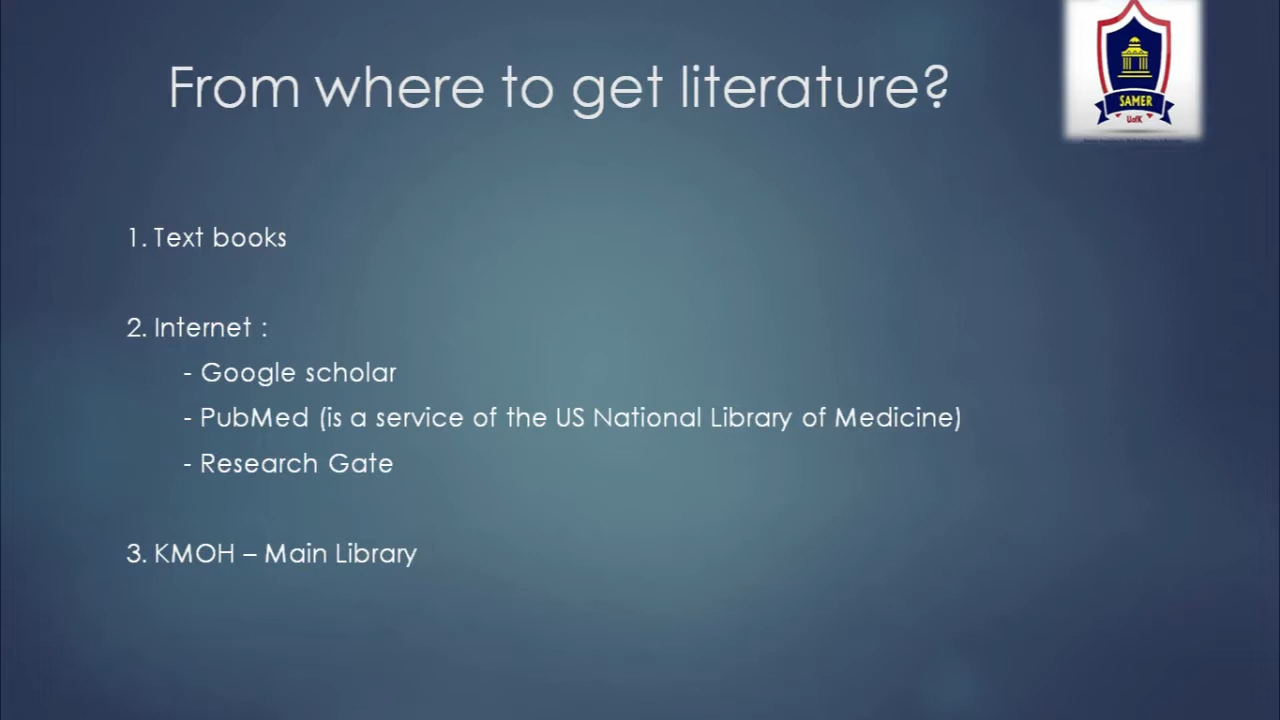 From where to get literature?
SAMER
UofK
1. Text books
2. Internet :
- Google scholar
- PubMed (is a service of the US National Library of Medicine)
- Research Gate
3. KMOH – Main Library